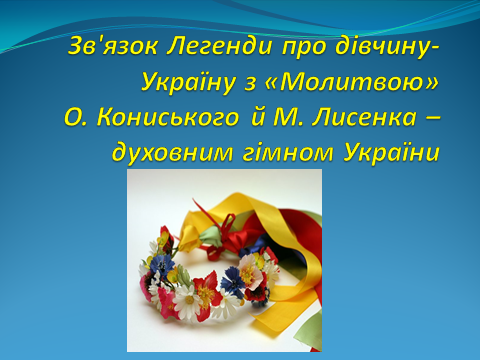 Зв'язок Легенди про дівчину-
Україну з «Молитвою»
О. Кониського й М. Лисенка –
духовним гімном України